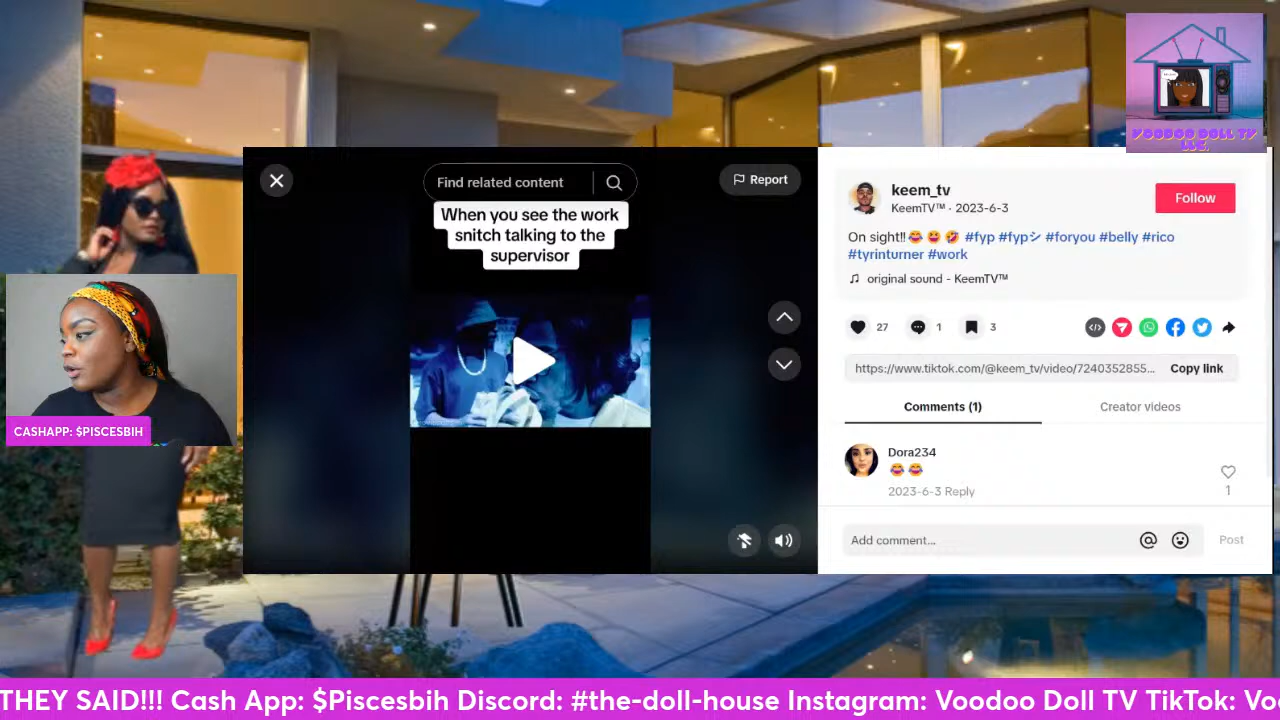 VOODOO DOLL TV
LLC.
Find related content
Report
When you see the work
snitch talking to the
supervisor
keem_tv
KeemTV™ · 2023-6-3
Follow
On sight!!😂 😆 🤣 #fyp #fypシ #foryou #belly #rico
#tyrinturner #work
original sound - KeemTV™
27
1
3
https://www.tiktok.com/@keem_tv/video/7240352855...
Copy link
Comments (1)
Creator videos
Dora234
😂 😂
2023-6-3 Reply
1
Add comment...
Post
CASHAPP: $PISCESBIH
THEY SAID!!! Cash App: $Piscesbih Discord: #the-doll-house Instagram: Voodoo Doll TV TikTok: Vo